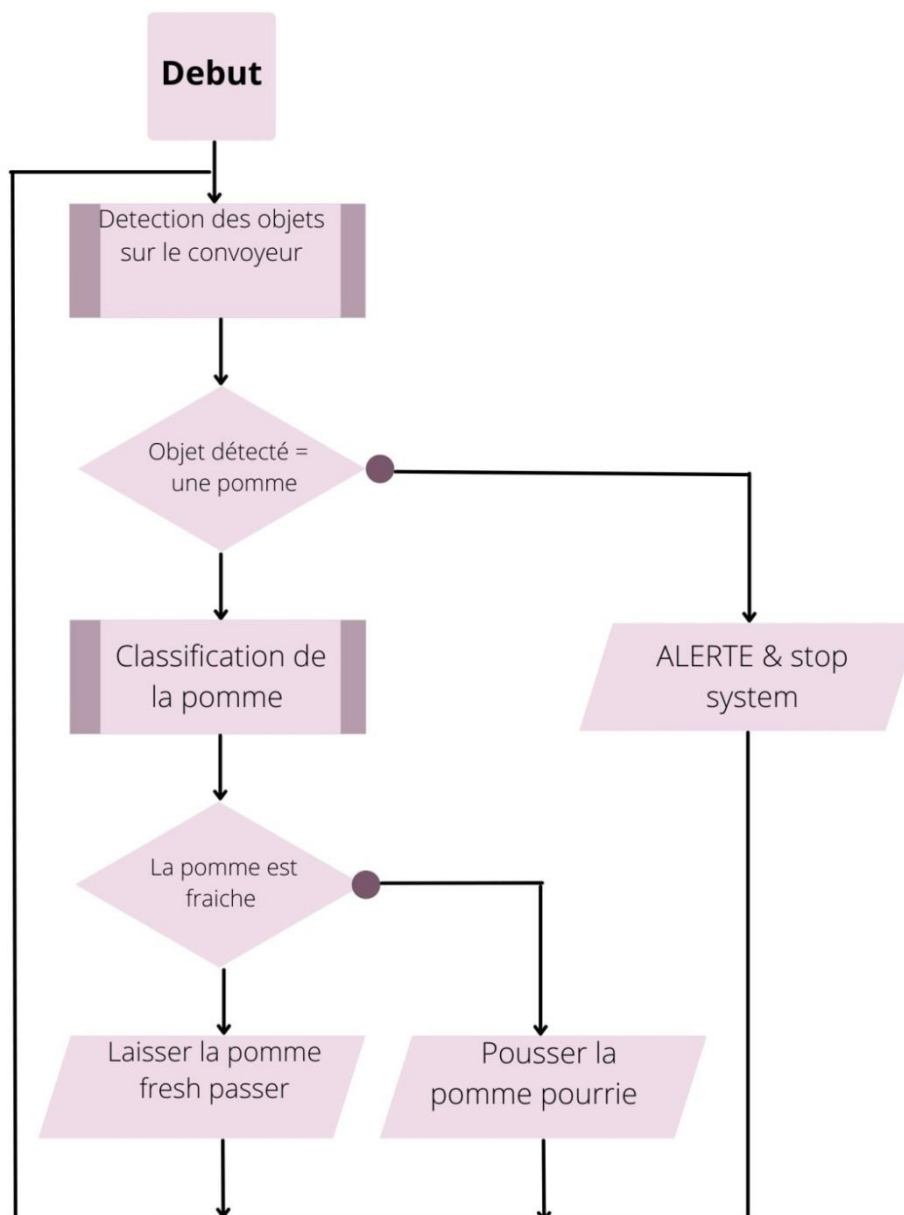 Debut
Detection des objets
sur le convoyeur
Objet détecté =
une pomme
Classification de
la pomme
ALERTE & stop
system
La pomme est
fraiche
Laisser la pomme
fresh passer
Pousser la
pomme pourrie